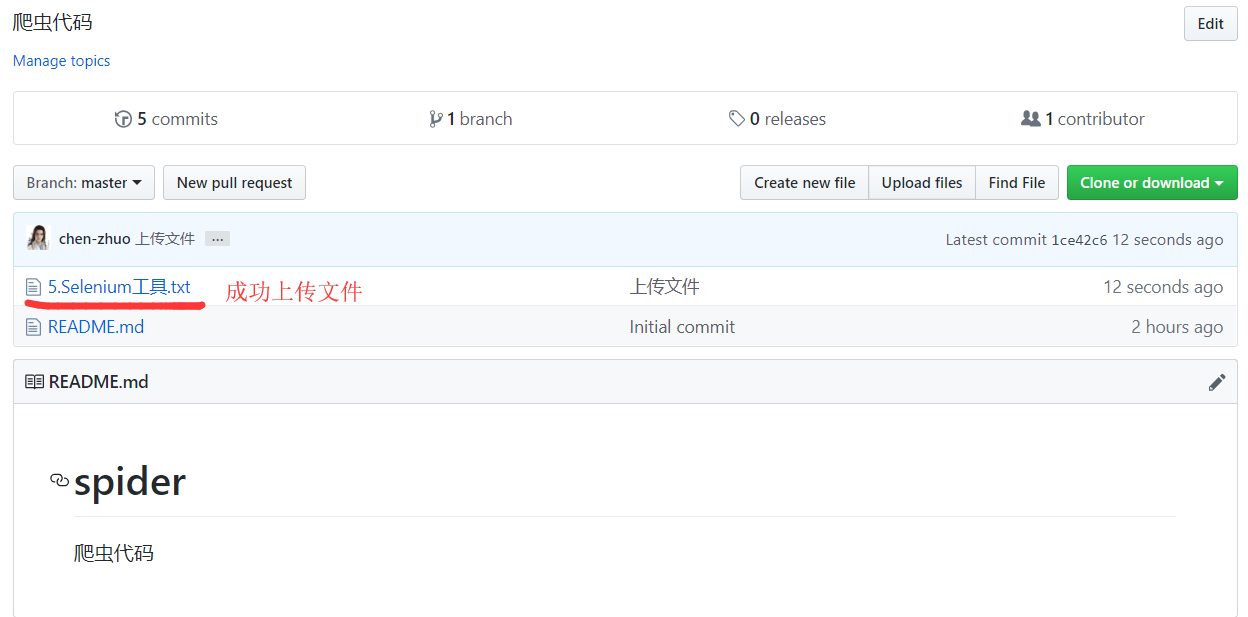 爬虫代码
Edit
Manage topics
5 commits
1 branch
0 releases
1 contributor
Branch: master
New pull request
Create new file
Upload files
Find File
Clone or download
chen-zhuo 上传文件 ...
Latest commit 1ce42c6 12 seconds ago
5.Selenium工具.txt
成功上传文件
上传文件
12 seconds ago
README.md
Initial commit
2 hours ago
README.md
spider
爬虫代码